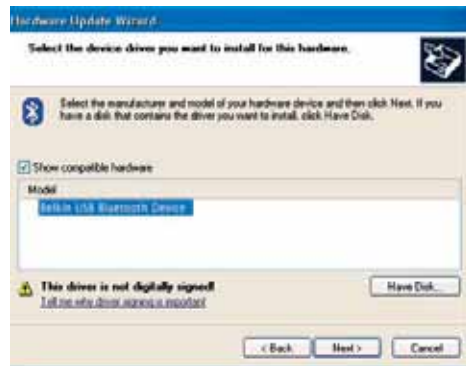 Hardware Update Wizard
Select the device driver you want to install for this hardware.
Select the manufacturer and model of your hardware device and then click Next. If you
have a disk that contains the driver you want to install, click Have Disk.
Show compatible hardware
Model
Belkin USB Bluetooth Device
This driver is not digitally signed!
Have Disk...
Tell me why driver signing is important
< Back
Next >
Cancel